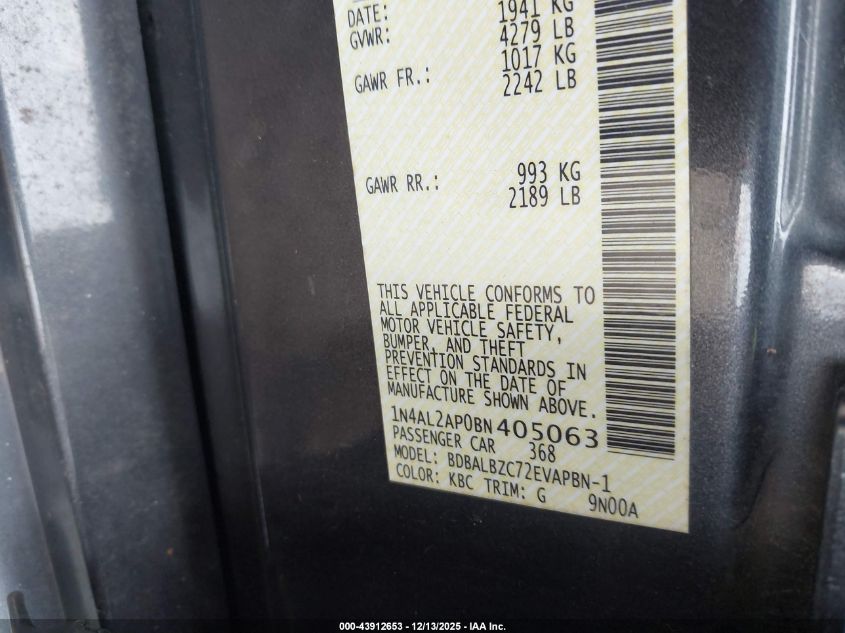 DATE: 1941 KG
GVWR: 4279 LB
1017 KG
GAWR FR.: 2242 LB
GAWR RR.: 993 KG
2189 LB
THIS VEHICLE CONFORMS TO
ALL APPLICABLE FEDERAL
MOTOR VEHICLE SAFETY,
BUMPER, AND THEFT
PREVENTION STANDARDS IN
EFFECT ON THE DATE OF
MANUFACTURE SHOWN ABOVE.
1N4AL2AP0BN405063
PASSENGER CAR 368
MODEL: BDBALBZC72EVAPBN-1
COLOR: KBC TRIM: G 9N00A
000-43912653 - 12/13/2025 - IAA Inc.